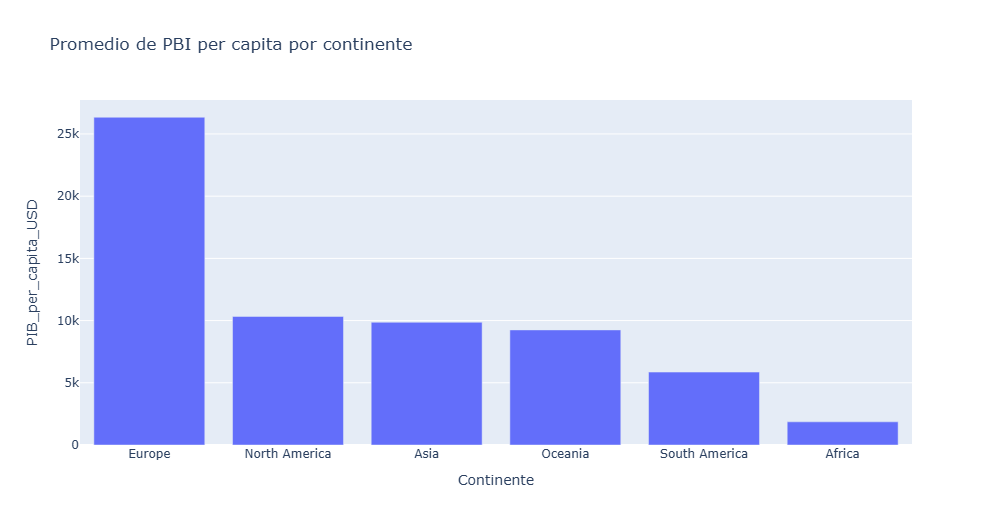 Promedio de PBI per capita por continente
PIB_per_capita_USD
25k
20k
15k
10k
5k
0
Europe
North America
Asia
Oceania
South America
Africa
Continente